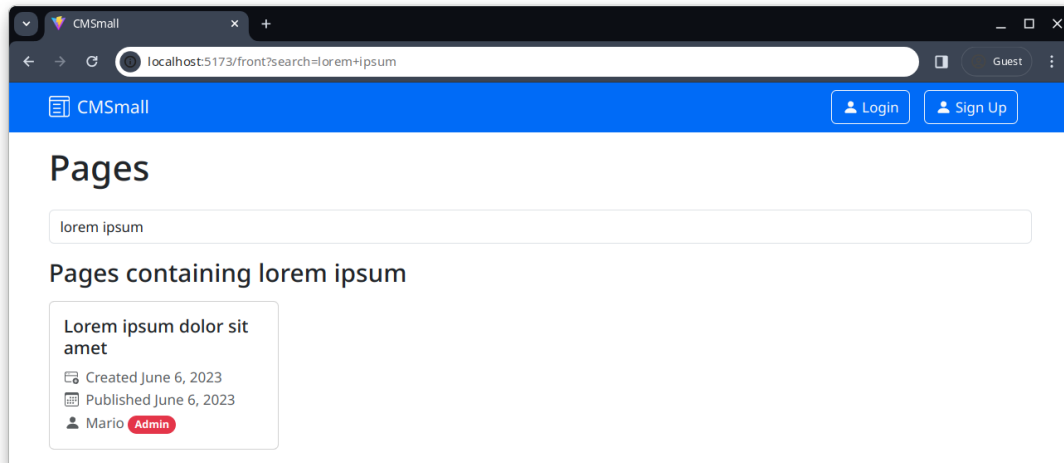 CMSmall
localhost:5173/front?search=lorem+ipsum
Guest
CMSmall
Login
Sign Up
Pages
lorem ipsum
Pages containing lorem ipsum
Lorem ipsum dolor sit
amet
Created June 6, 2023
Published June 6, 2023
Mario Admin